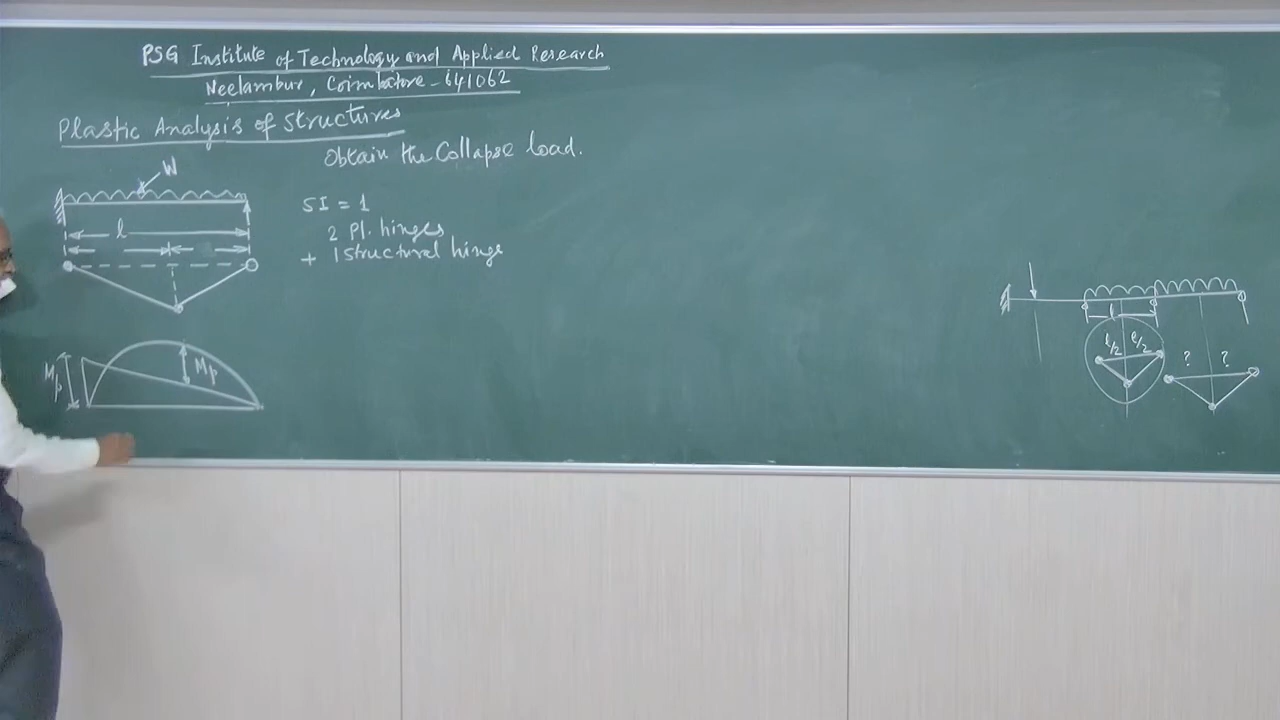 PSG Institute of Technology and Applied Research
Neelambur, Coimbatore - 641062
Plastic Analysis of Structures
Obtain the Collapse load.
W
SI = 1
2 Pl. hinges
+ 1 Structural hinge
l
l
l/2 l/2
? ?
Mp
Mp